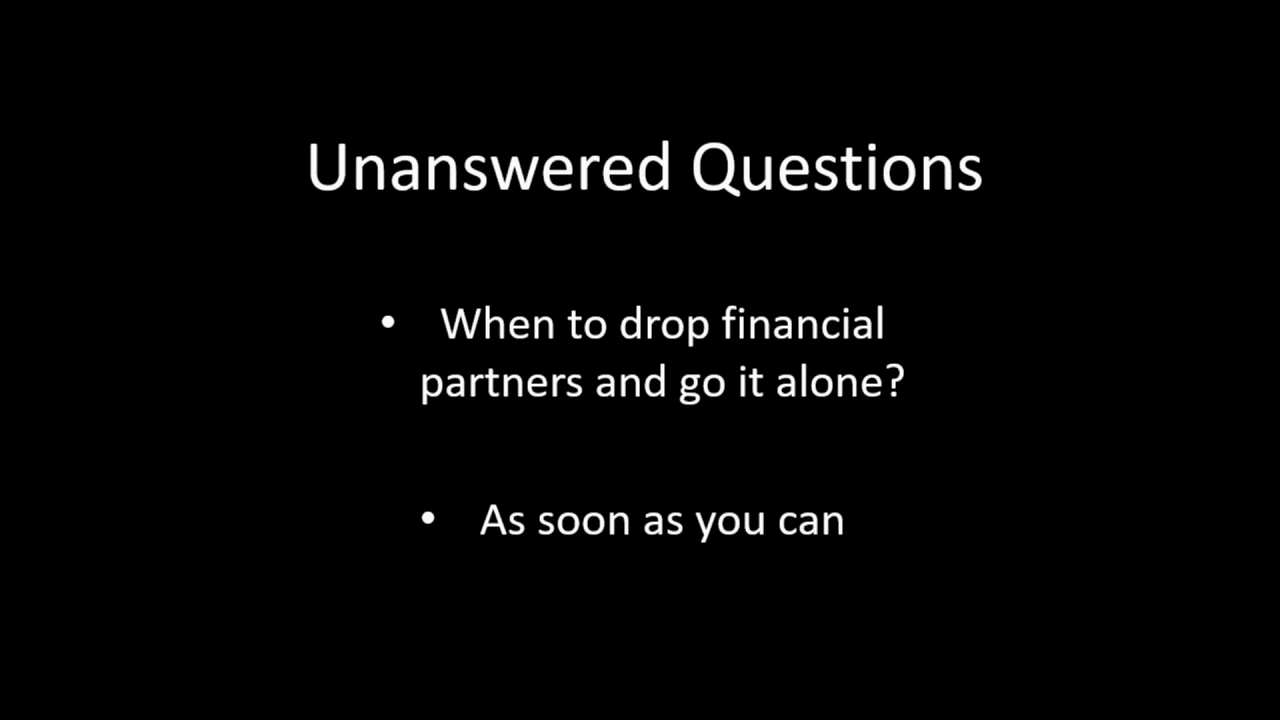 Unanswered Questions
• When to drop financial
partners and go it alone?
• As soon as you can